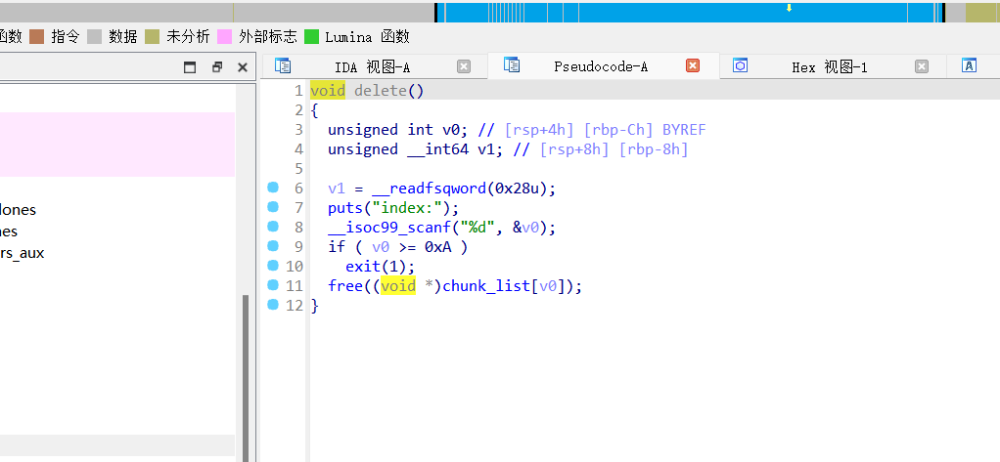 函数 指令 数据 未分析 外部标志 Lumina 函数
IDA 视图-A Pseudocode-A Hex 视图-1 A
lones
nes
rs_aux
1 void delete()
2 {
3 unsigned int v0; // [rsp+4h] [rbp-Ch] BYREF
4 unsigned __int64 v1; // [rsp+8h] [rbp-8h]
5
6 v1 = __readfsqword(0x28u);
7 puts("index:");
8 __isoc99_scanf("%d", &v0);
9 if ( v0 >= 0xA )
10 exit(1);
11 free((void *)chunk_list[v0]);
12 }